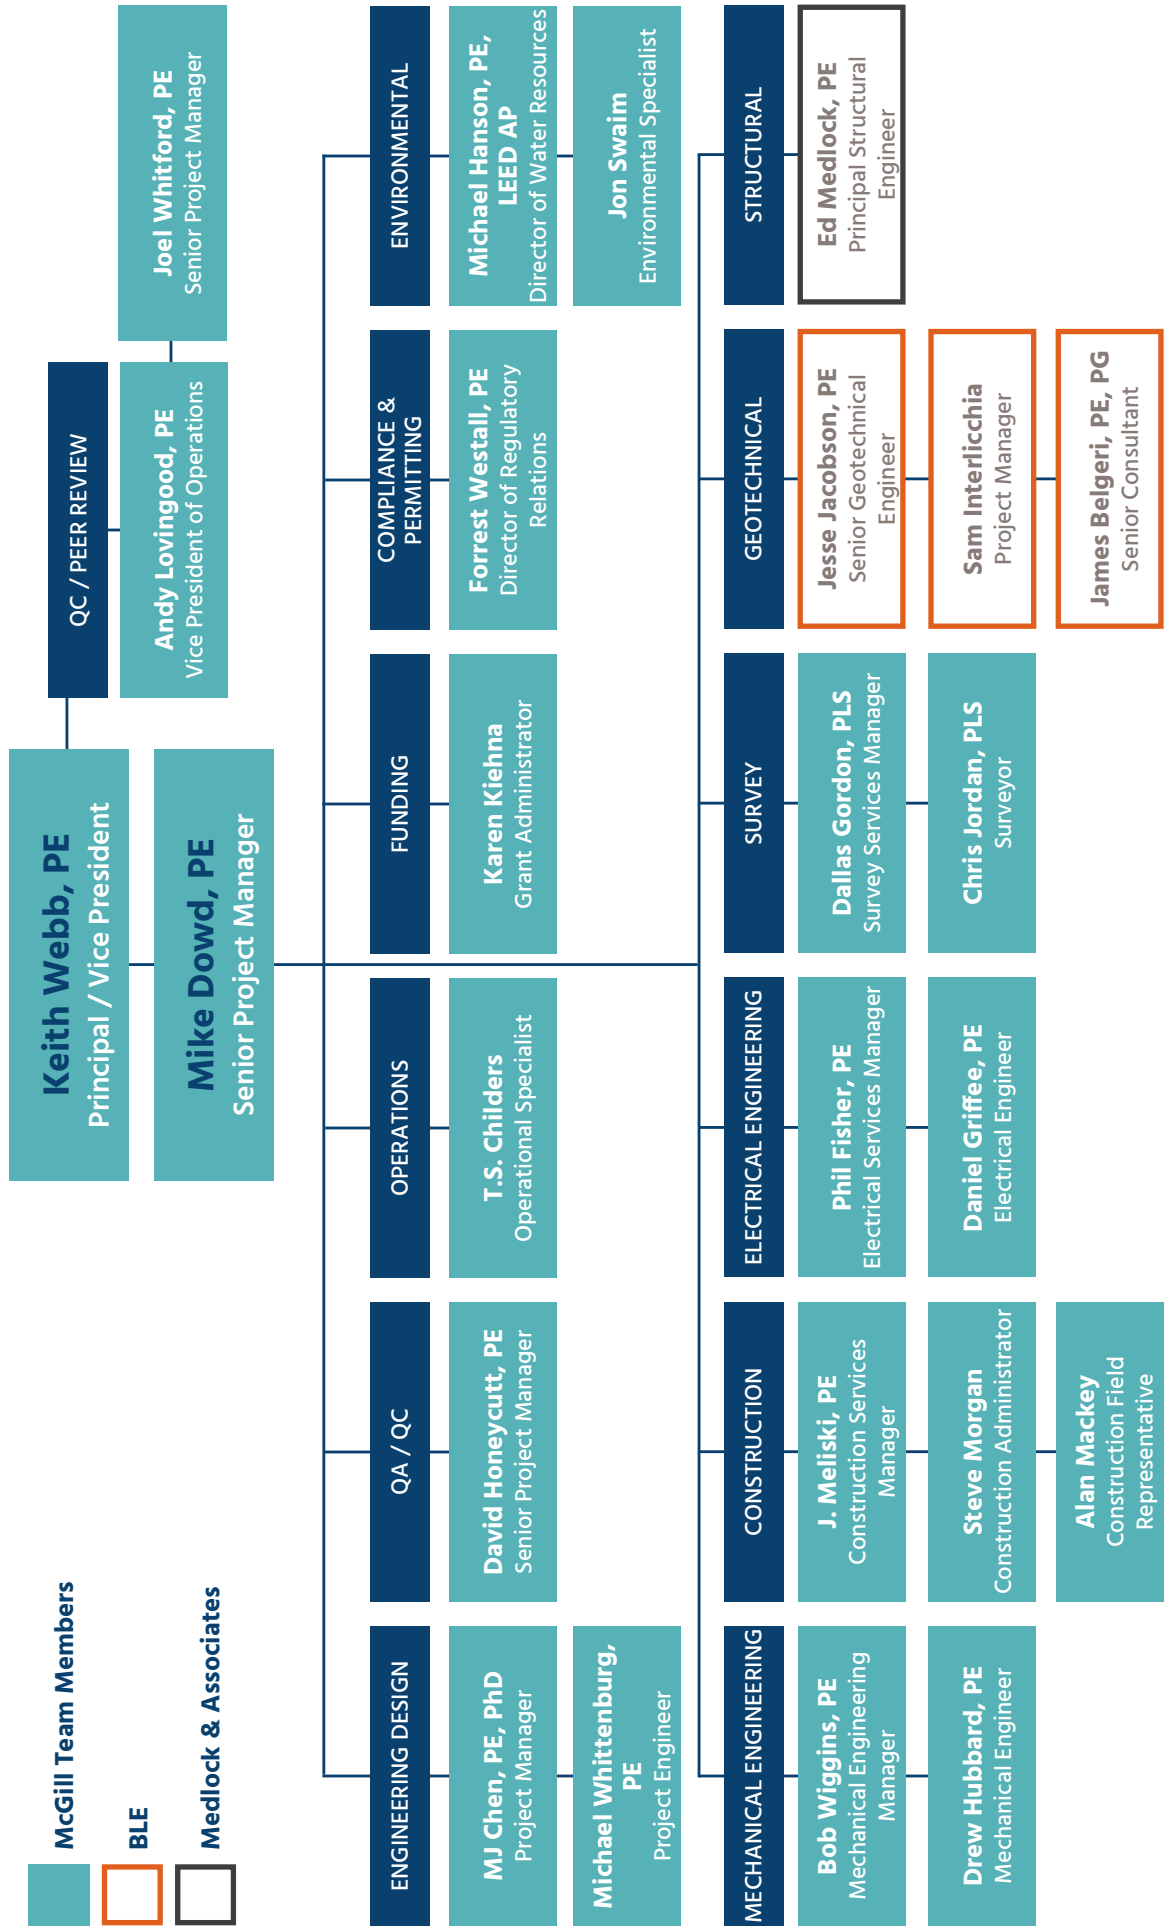 McGill Team Members
BLE
Medlock & Associates
Keith Webb, PE
Principal / Vice President
Mike Dowd, PE
Senior Project Manager
QC / PEER REVIEW
Andy Lovingood, PE
Vice President of Operations
Joel Whitford, PE
Senior Project Manager
ENGINEERING DESIGN
MJ Chen, PE, PhD
Project Manager
Michael Whittenburg,
PE
Project Engineer
QA / QC
David Honeycutt, PE
Senior Project Manager
OPERATIONS
T.S. Childers
Operational Specialist
FUNDING
Karen Kiehna
Grant Administrator
COMPLIANCE &
PERMITTING
Forrest Westall, PE
Director of Regulatory
Relations
ENVIRONMENTAL
Michael Hanson, PE,
LEED AP
Director of Water Resources
Jon Swaim
Environmental Specialist
MECHANICAL ENGINEERING
Bob Wiggins, PE
Mechanical Engineering
Manager
Drew Hubbard, PE
Mechanical Engineer
CONSTRUCTION
J. Meliski, PE
Construction Services
Manager
Steve Morgan
Construction Administrator
Alan Mackey
Construction Field
Representative
ELECTRICAL ENGINEERING
Phil Fisher, PE
Electrical Services Manager
Daniel Griffee, PE
Electrical Engineer
SURVEY
Dallas Gordon, PLS
Survey Services Manager
Chris Jordan, PLS
Surveyor
GEOTECHNICAL
Jesse Jacobson, PE
Senior Geotechnical
Engineer
Sam Interlicchia
Project Manager
James Belgeri, PE, PG
Senior Consultant
STRUCTURAL
Ed Medlock, PE
Principal Structural
Engineer